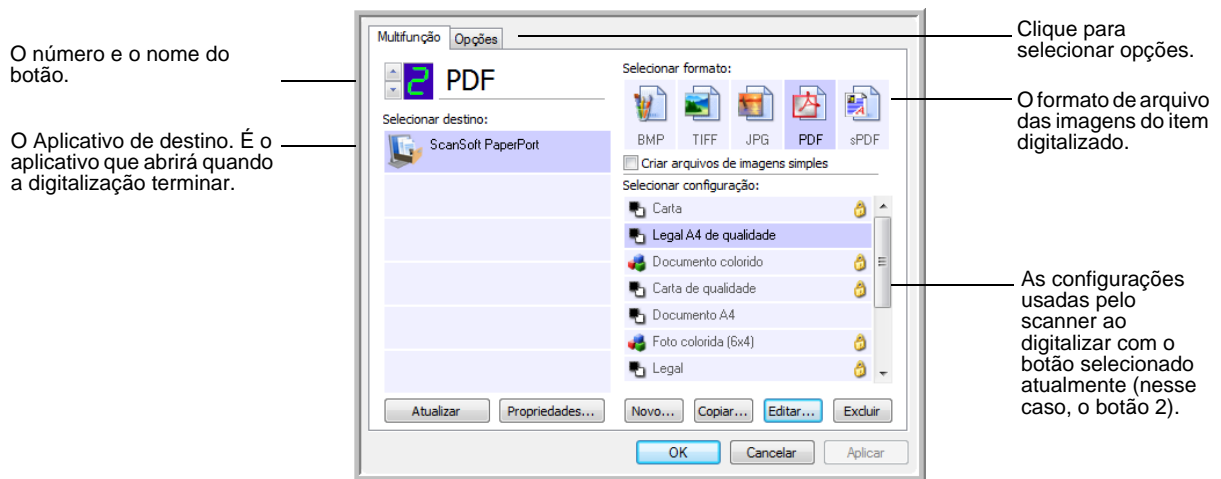 O número e o nome do
botão.
O Aplicativo de destino. É o
aplicativo que abrirá quando
a digitalização terminar.
Multifunção
Opções
2
PDF
Selecionar destino:
ScanSoft PaperPort
Atualizar
Propriedades...
Selecionar formato:
BMP
TIFF
JPG
PDF
sPDF
Criar arquivos de imagens simples
Selecionar configuração:
Carta
Legal A4 de qualidade
Documento colorido
Carta de qualidade
Documento A4
Foto colorida (6x4)
Legal
Novo...
Copiar...
Editar...
Excluir
OK
Cancelar
Aplicar
Clique para
selecionar opções.
O formato de arquivo
das imagens do item
digitalizado.
As configurações
usadas pelo
scanner ao
digitalizar com o
botão selecionado
atualmente (nesse
caso, o botão 2).